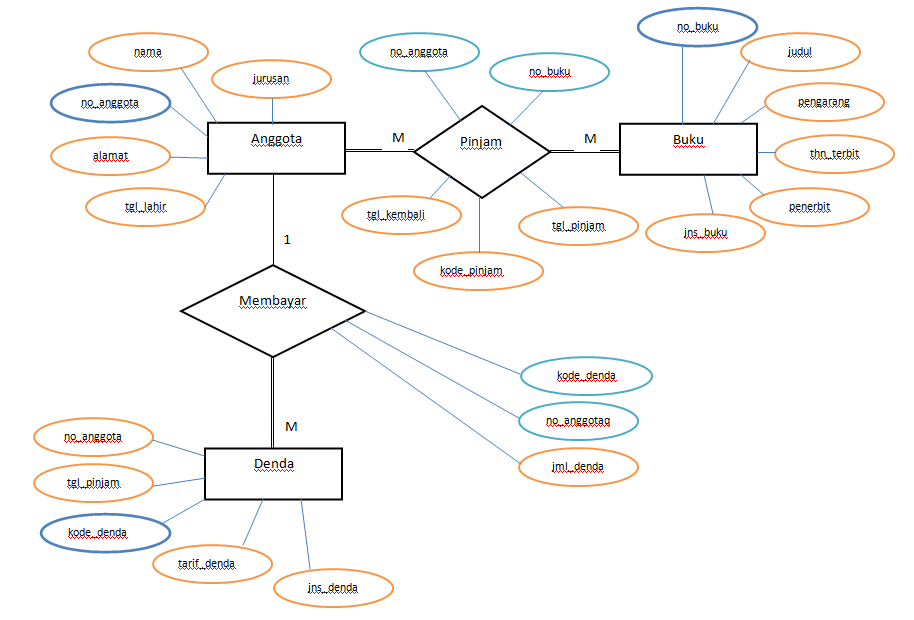 no_buku
nama
no_anggota
judul
jurusan
no_buku
no_anggota
pengarang
Anggota
M
Pinjam
M
Buku
alamat
thn_terbit
tgl_lahir
tgl_kembali
tgl_pinjam
penerbit
jns_buku
1
kode_pinjam
Membayar
kode_denda
no_anggotaq
M
no_anggota
Denda
jml_denda
tgl_pinjam
kode_denda
tarif_denda
jns_denda